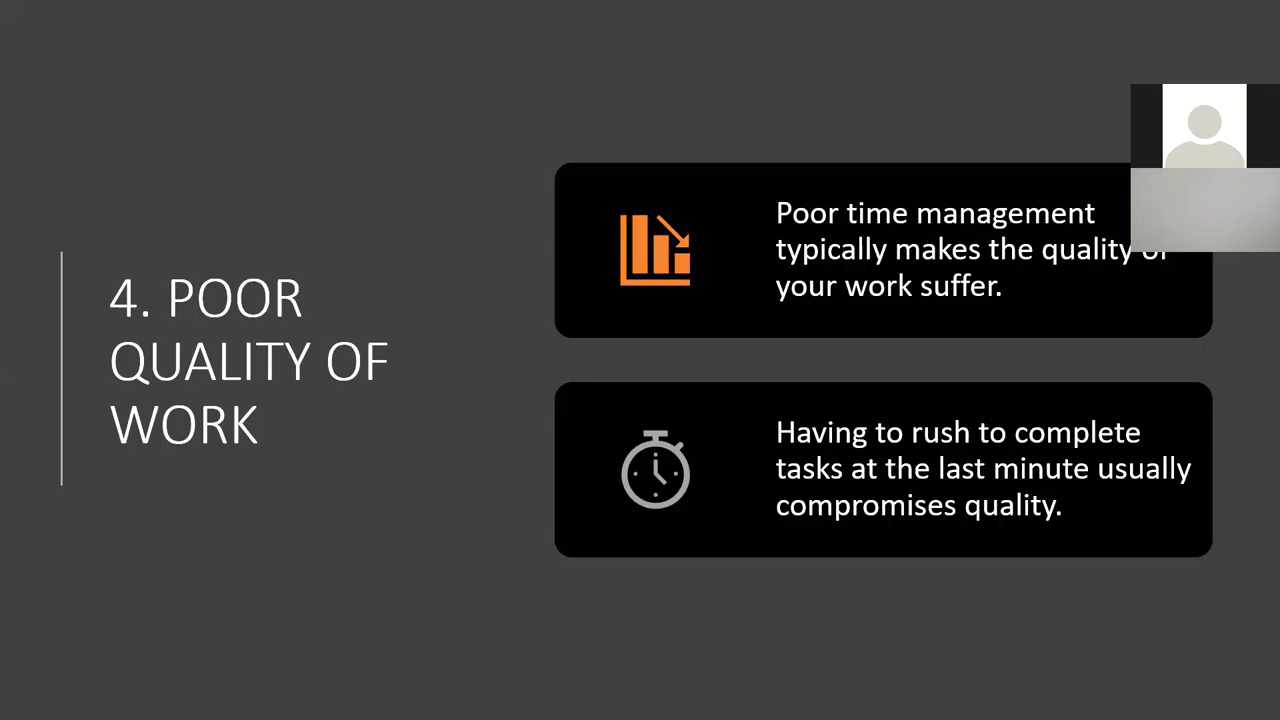 4. POOR
QUALITY OF
WORK
Poor time management
typically makes the quality of
your work suffer.
Having to rush to complete
tasks at the last minute usually
compromises quality.